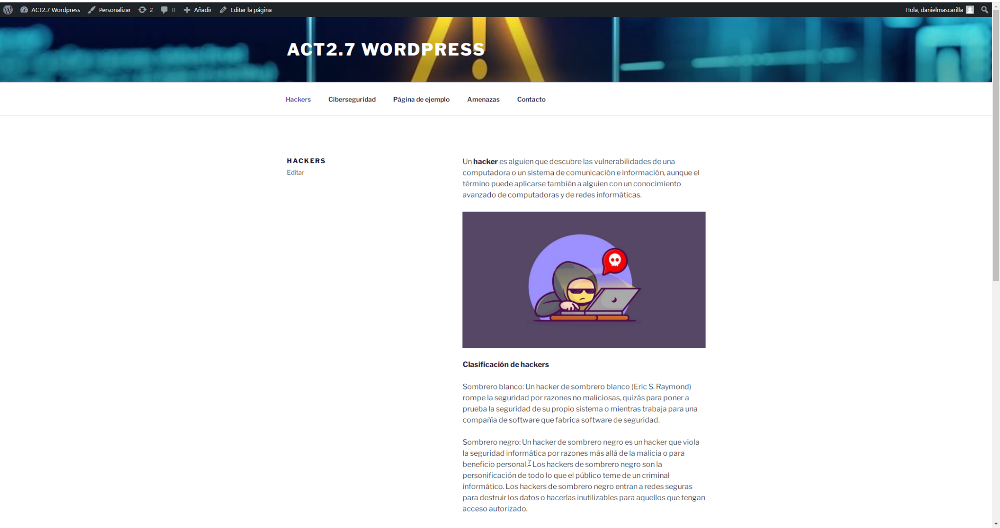 ACT2.7 Wordpress Personalizar 2 0 Añadir Editar la página Hola, danielmascarilla
ACT2.7 WORDPRESS
Hackers Ciberseguridad Página de ejemplo Amenazas Contacto
HACKERS
Editar
Un hacker es alguien que descubre las vulnerabilidades de una
computadora o un sistema de comunicación e información, aunque el
término puede aplicarse también a alguien con un conocimiento
avanzado de computadoras y de redes informáticas.
Clasificación de hackers
Sombrero blanco: Un hacker de sombrero blanco (Eric S. Raymond)
rompe la seguridad por razones no maliciosas, quizás para poner a
prueba la seguridad de su propio sistema o mientras trabaja para una
compañía de software que fabrica software de seguridad.
Sombrero negro: Un hacker de sombrero negro es un hacker que viola
la seguridad informática por razones más allá de la malicia o para
beneficio personal.7 Los hackers de sombrero negro son la
personificación de todo lo que el público teme de un criminal
informático. Los hackers de sombrero negro entran a redes seguras
para destruir los datos o hacerlas inutilizables para aquellos que tengan
acceso autorizado.